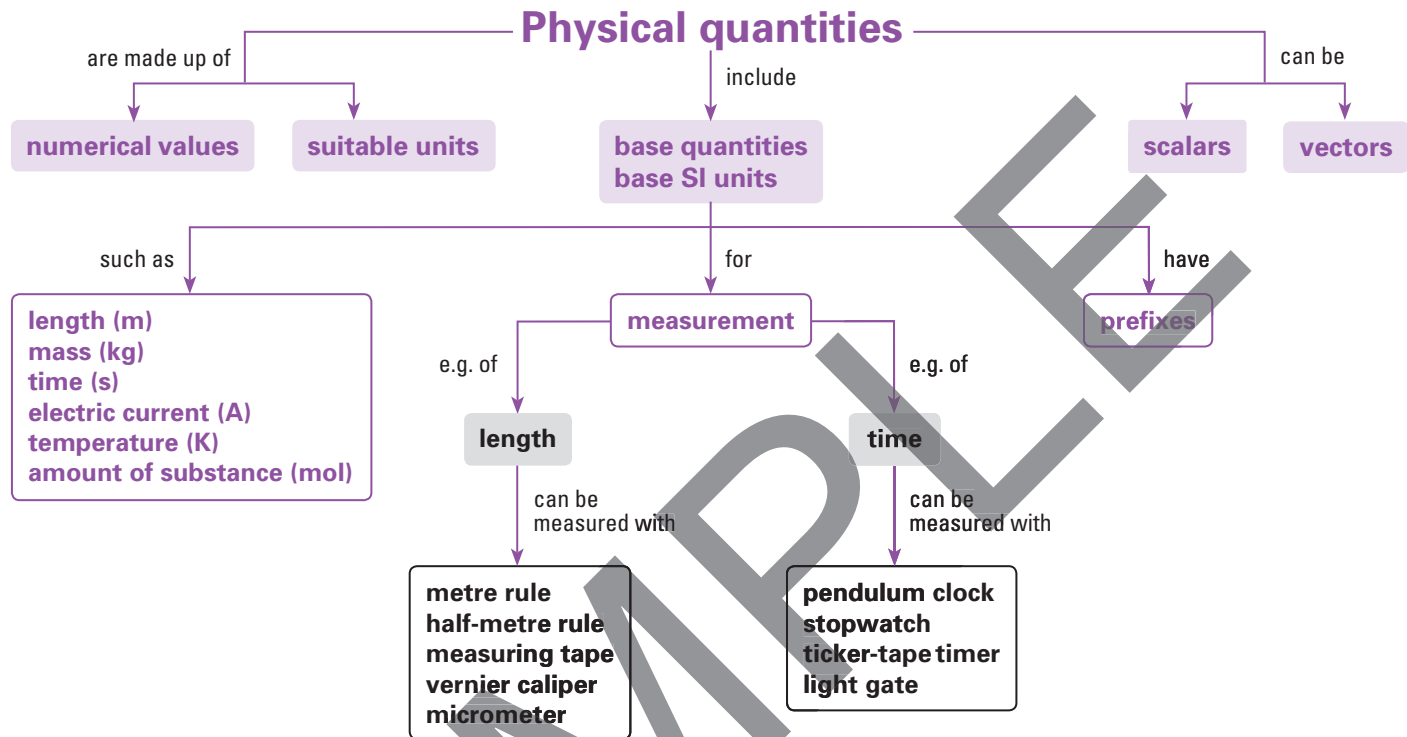 Physical quantities
are made up of
include
can be
numerical values
suitable units
base quantities
base SI units
scalars
vectors
such as
for
have
length (m)
mass (kg)
time (s)
electric current (A)
temperature (K)
amount of substance (mol)
measurement
prefixes
e.g. of
e.g. of
length
time
can be
measured with
can be
measured with
metre rule
half-metre rule
measuring tape
vernier caliper
micrometer
pendulum clock
stopwatch
ticker-tape timer
light gate
MPLE